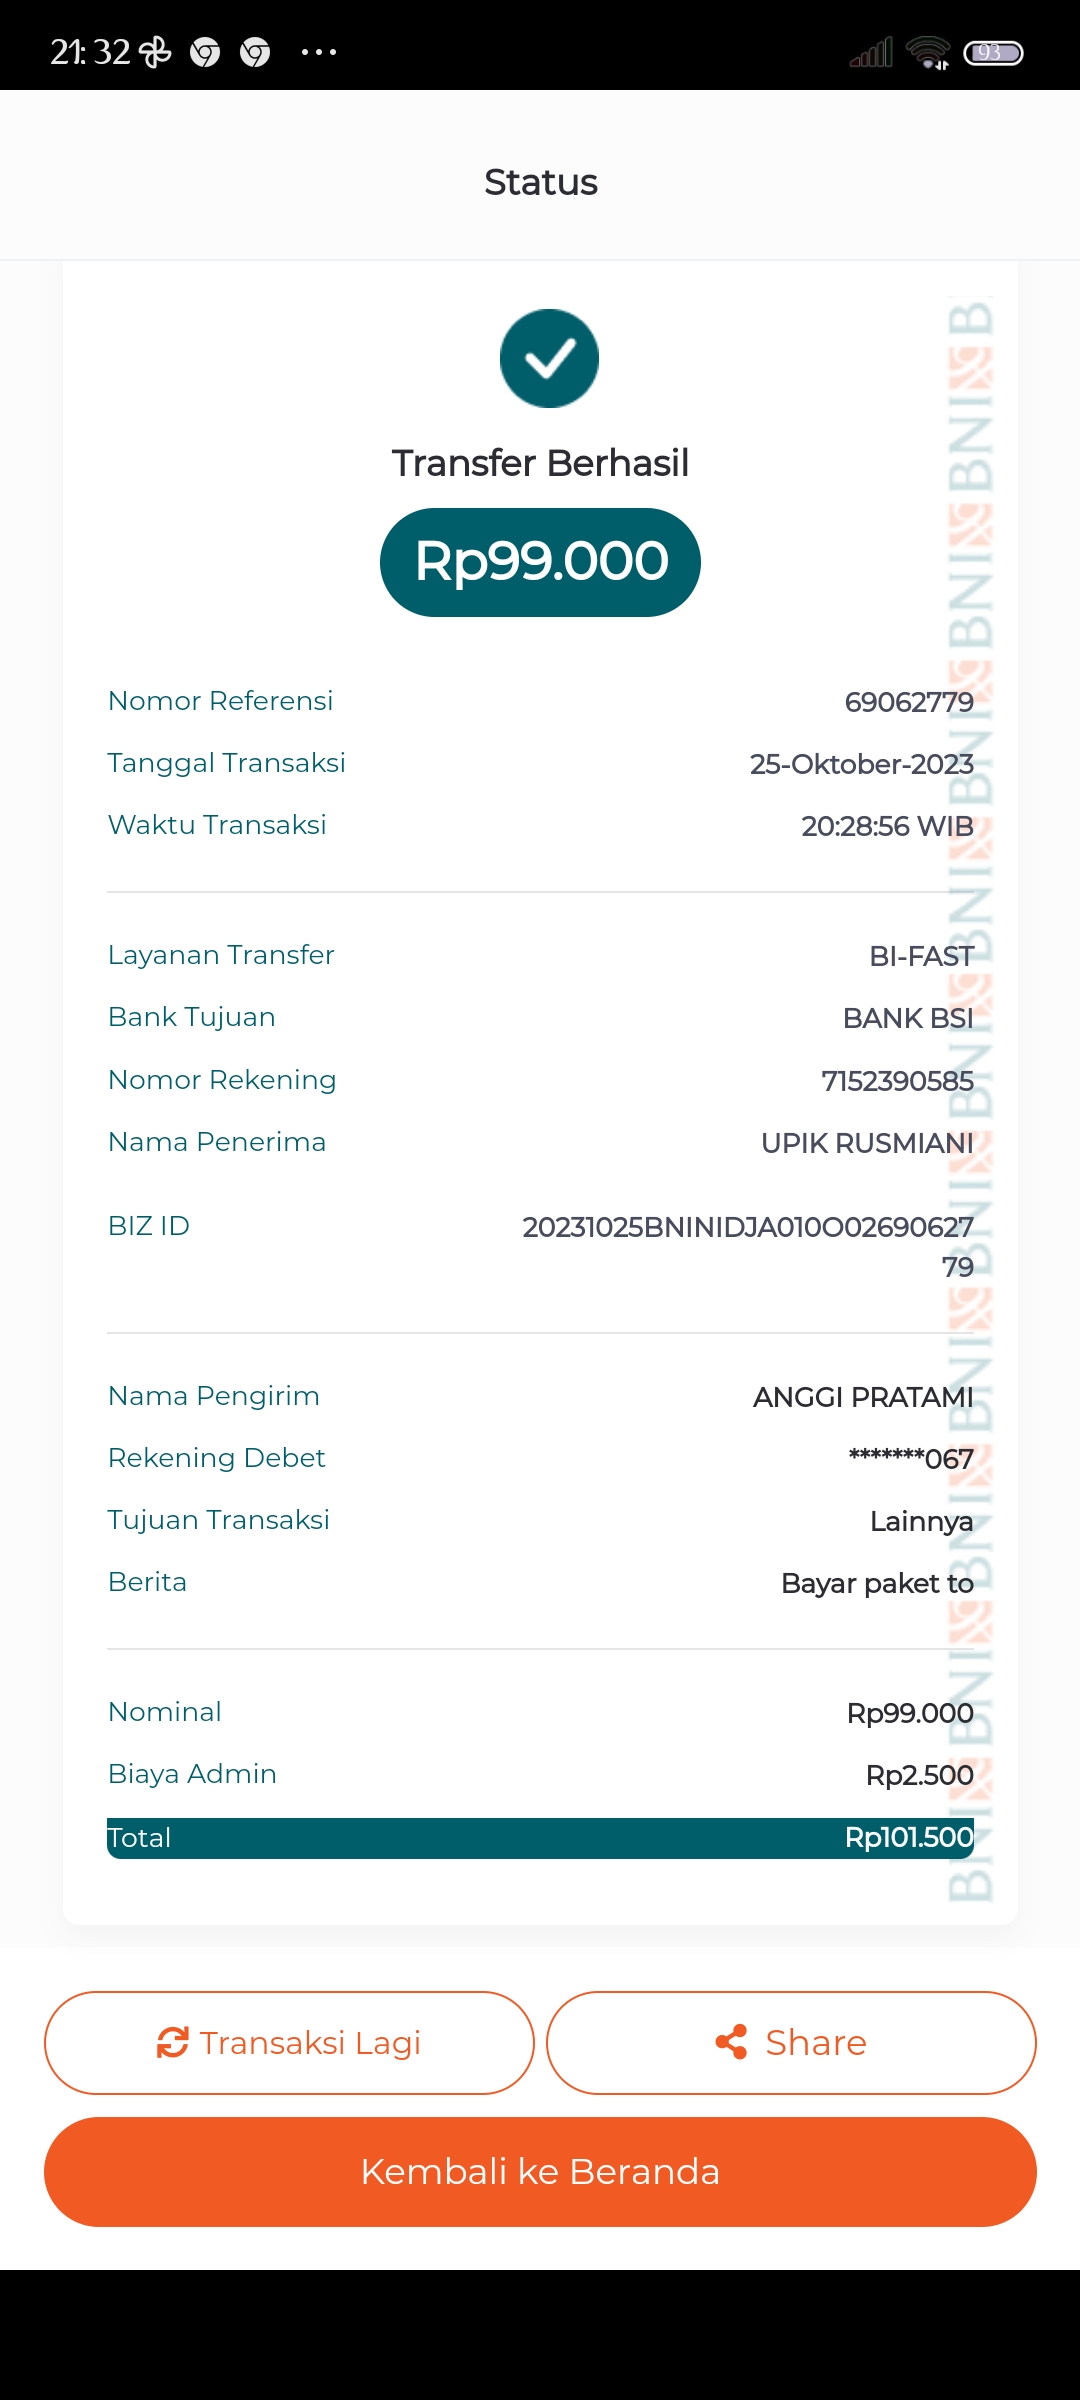 21:32
93
Status
Transfer Berhasil
Rp99.000
Nomor Referensi 69062779
Tanggal Transaksi 25-Oktober-2023
Waktu Transaksi 20:28:56 WIB
Layanan Transfer BI-FAST
Bank Tujuan BANK BSI
Nomor Rekening 7152390585
Nama Penerima UPIK RUSMIANI
BIZ ID 20231025BNINIDJA010O02690627
79
Nama Pengirim ANGGI PRATAMI
Rekening Debet *******067
Tujuan Transaksi Lainnya
Berita Bayar paket to
Nominal Rp99.000
Biaya Admin Rp2.500
Total Rp101.500
BNI BNI BNI BNI BNI BNI BNI BNI BNI BNI B
Transaksi Lagi
Share
Kembali ke Beranda